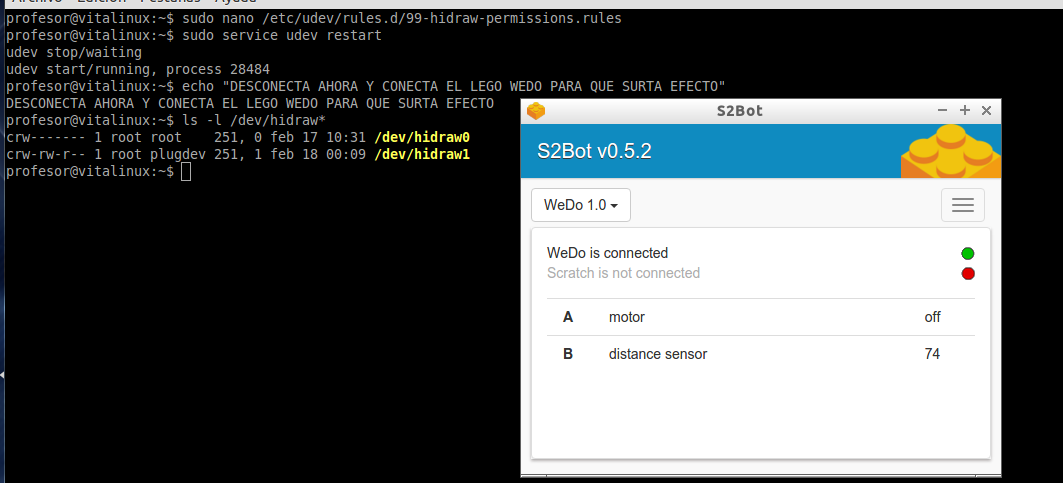 Archivo Edición Pestañas Ayuda
profesor@vitalinux:~$ sudo nano /etc/udev/rules.d/99-hidraw-permissions.rules
profesor@vitalinux:~$ sudo service udev restart
udev stop/waiting
udev start/running, process 28484
profesor@vitalinux:~$ echo "DESCONECTA AHORA Y CONECTA EL LEGO WEDO PARA QUE SURTA EFECTO"
DESCONECTA AHORA Y CONECTA EL LEGO WEDO PARA QUE SURTA EFECTO
profesor@vitalinux:~$ ls -l /dev/hidraw*
crw------- 1 root root    251, 0 feb 17 10:31 /dev/hidraw0
crw-rw-r-- 1 root plugdev 251, 1 feb 18 00:09 /dev/hidraw1
profesor@vitalinux:~$
S2Bot
S2Bot v0.5.2
WeDo 1.0
WeDo is connected
Scratch is not connected
A motor off
B distance sensor 74